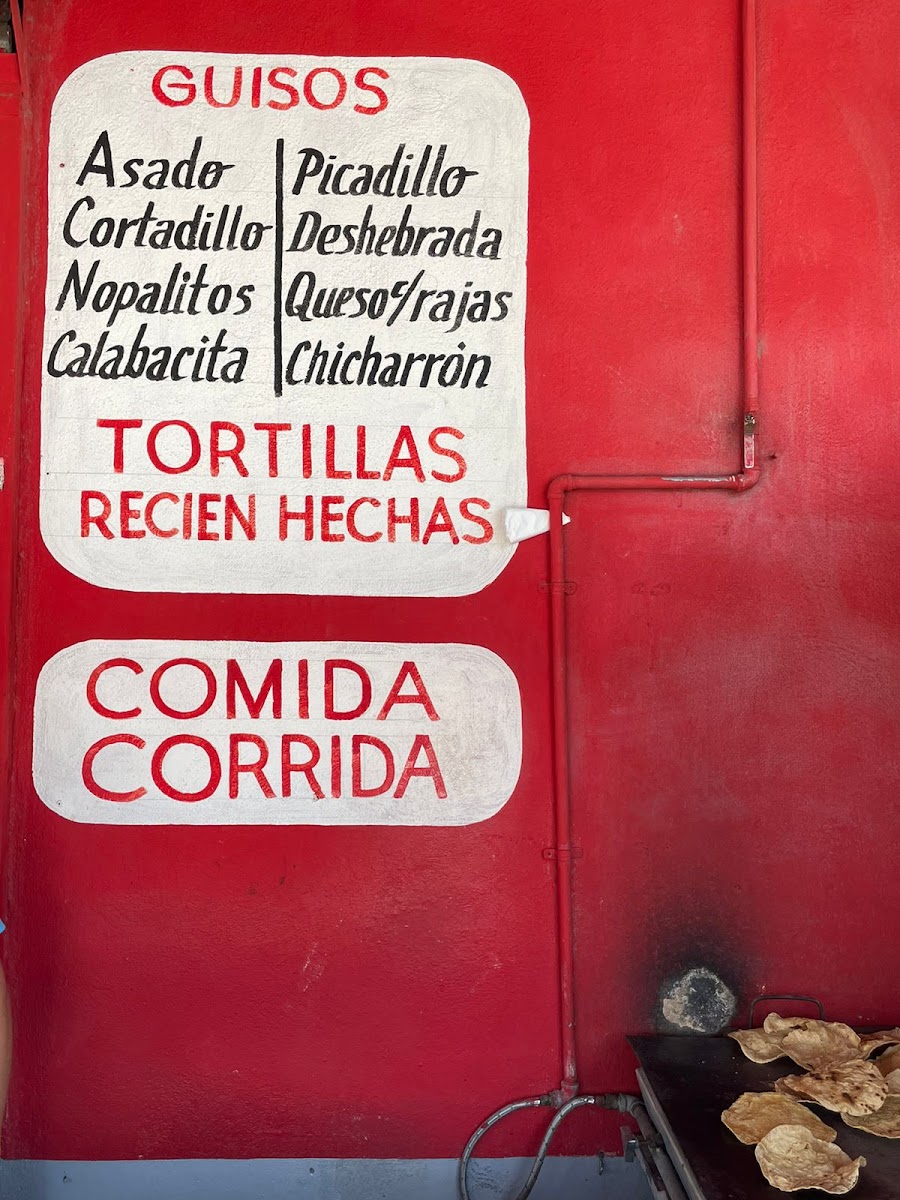 GUISOS
Asado
Cortadillo
Nopalitos
Calabacita
Picadillo
Deshebrada
Queso c/rajas
Chicharrón
TORTILLAS
RECIEN HECHAS
COMIDA
CORRIDA